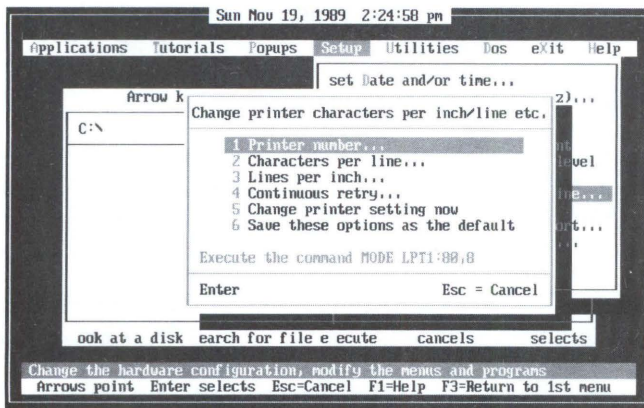 Sun Nov 19, 1989 2:24:58 pm
Applications Tutorials Popups Setup Utilities Dos eXit Help
set Date and/or time...
Arrow k
z)...
Change printer characters per inch/line etc.
C:\
1 Printer number...
nt
2 Characters per line...
evel
3 Lines per inch...
4 Continuous retry...
ine...
5 Change printer setting now
6 Save these options as the default
ort...
Execute the command MODE LPT1:80,8
Enter Esc = Cancel
ook at a disk earch for file e ecute cancels selects
Change the hardware configuration, modify the menus and programs
Arrows point Enter selects Esc=Cancel F1=Help F3=Return to 1st menu